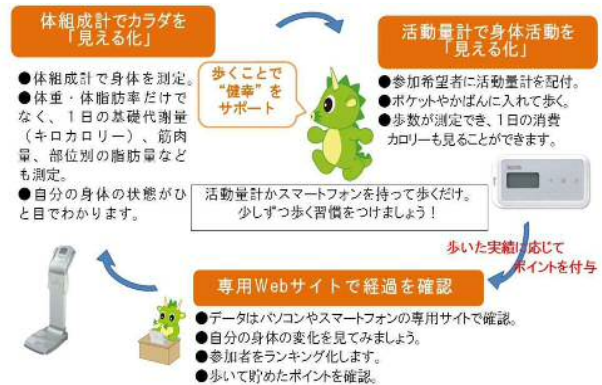 体組成計でカラダを
「見える化」
●体組成計で身体を測定。
●体重・体脂肪率だけで
なく、1日の基礎代謝量
(キロカロリー)、筋肉
量、部位別の脂肪量など
も測定。
●自分の身体の状態がひ
と目でわかります。
歩くことで
“健幸”を
サポート
活動量計で身体活動を
「見える化」
●参加希望者に活動量計を配付。
●ポケットやかばんに入れて歩く。
●歩数が測定でき、1日の消費
カロリーも見ることができます。
活動量計かスマートフォンを持って歩くだけ。
少しずつ歩く習慣をつけましょう!
歩いた実績に応じて
ポイントを付与
専用Webサイトで経過を確認
●データはパソコンやスマートフォンの専用サイトで確認。
●自分の身体の変化を見てみましょう。
●参加者をランキング化します。
●歩いて貯めたポイントを確認。